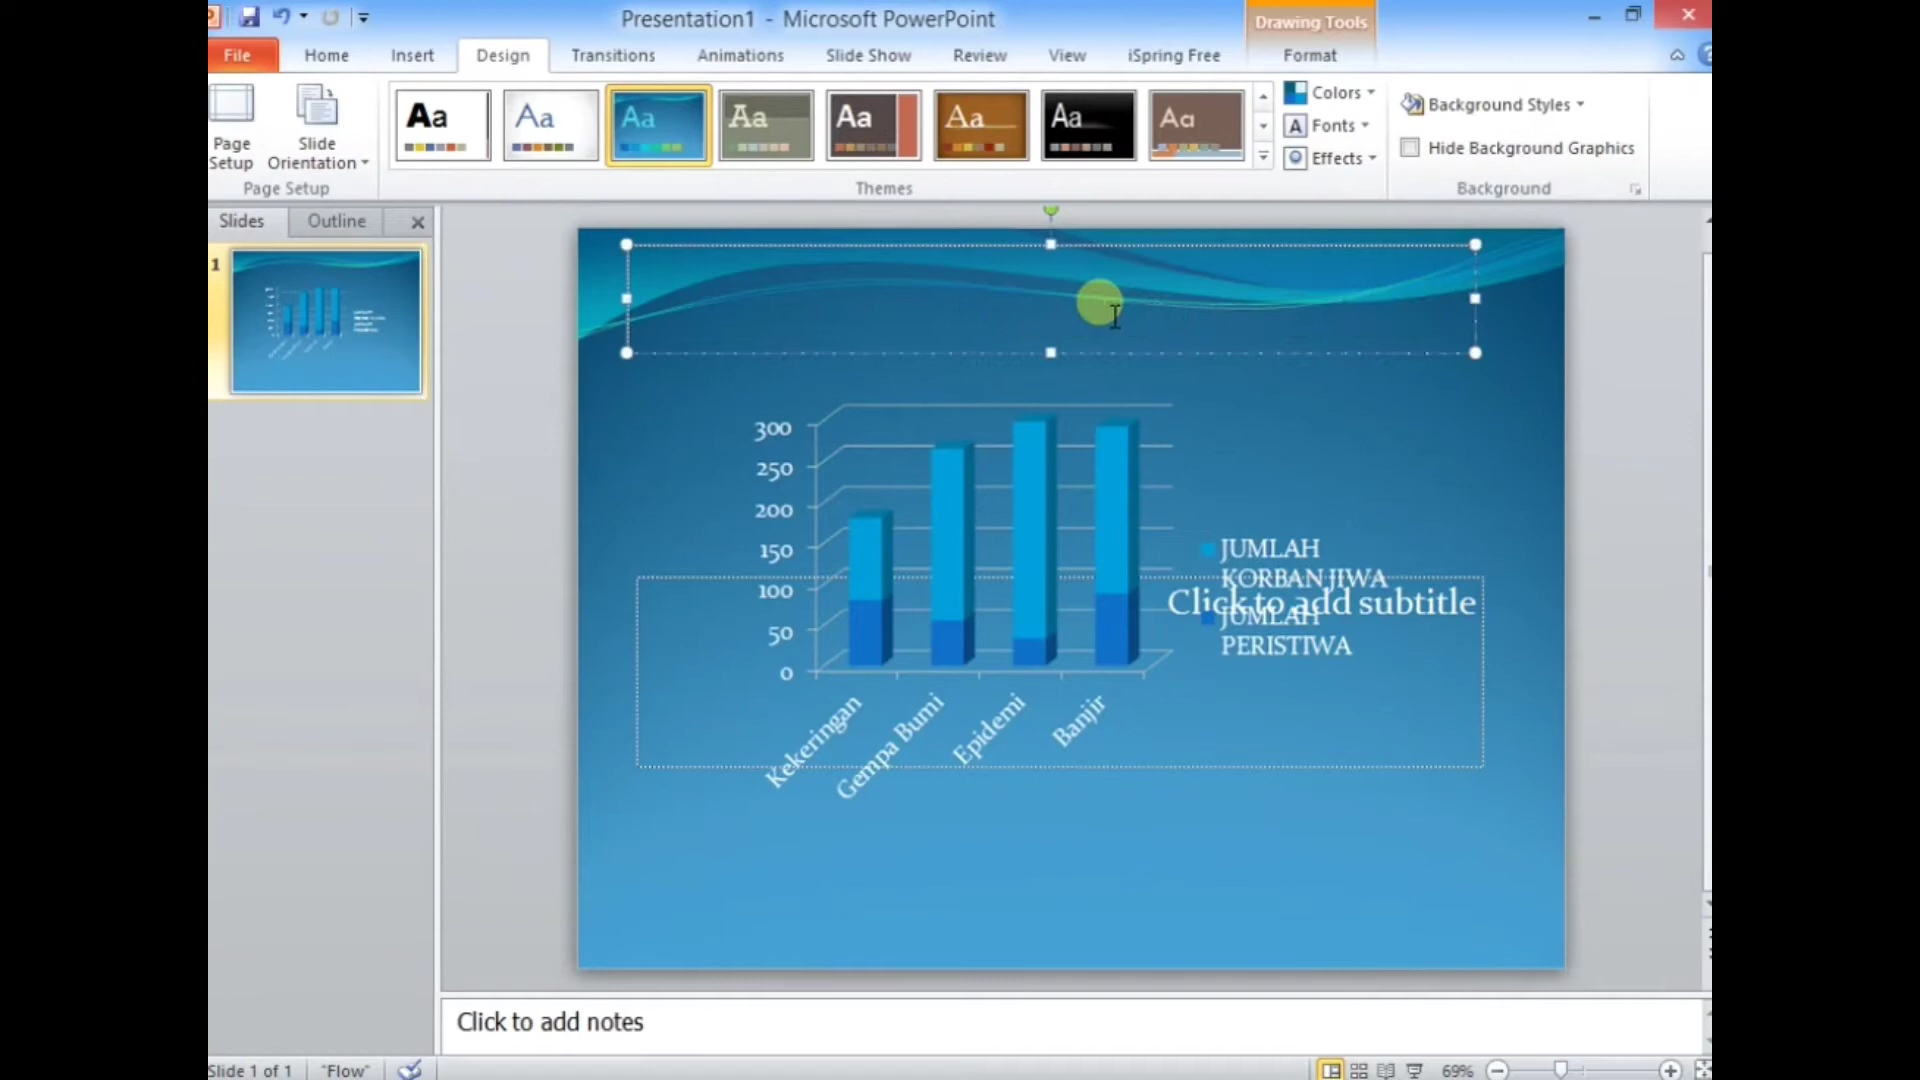 Presentation1 - Microsoft PowerPoint
Drawing Tools
File
Home
Insert
Design
Transitions
Animations
Slide Show
Review
View
iSpring Free
Format
Page
Setup
Slide
Orientation
Page Setup
Aa
Aa
Aa
Aa
Aa
Aa
Aa
Aa
Themes
Colors
Fonts
Effects
Background Styles
Hide Background Graphics
Background
Slides
Outline
1
300
250
200
150
100
50
0
Kekeringan
Gempa Bumi
Epidemi
Banjir
JUMLAH
KORBAN JIWA
Click to add subtitle
JUMLAH
PERISTIWA
Click to add notes
Slide 1 of 1
"Flow"
69%